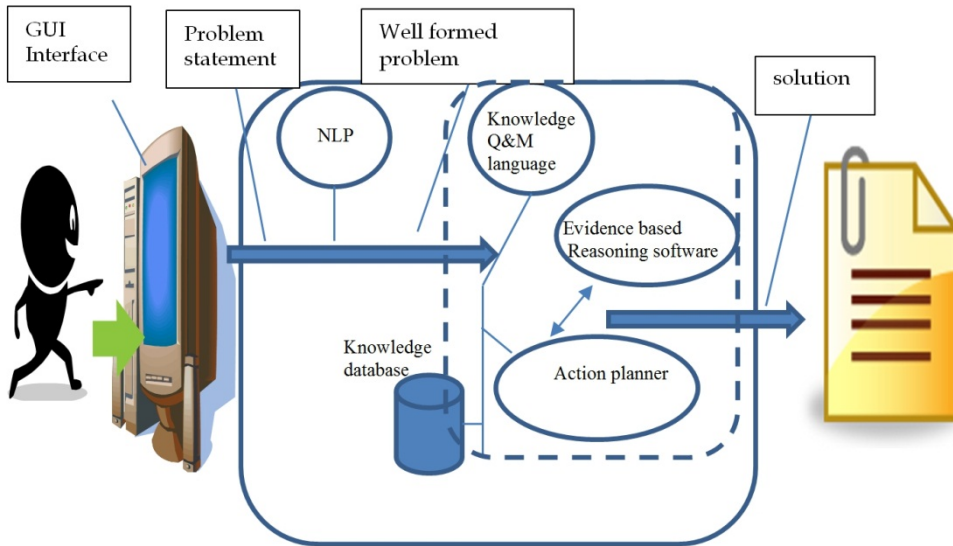 GUI
Interface
Problem
statement
Well formed
problem
solution
NLP
Knowledge
Q&M
language
Evidence based
Reasoning software
Knowledge
database
Action planner